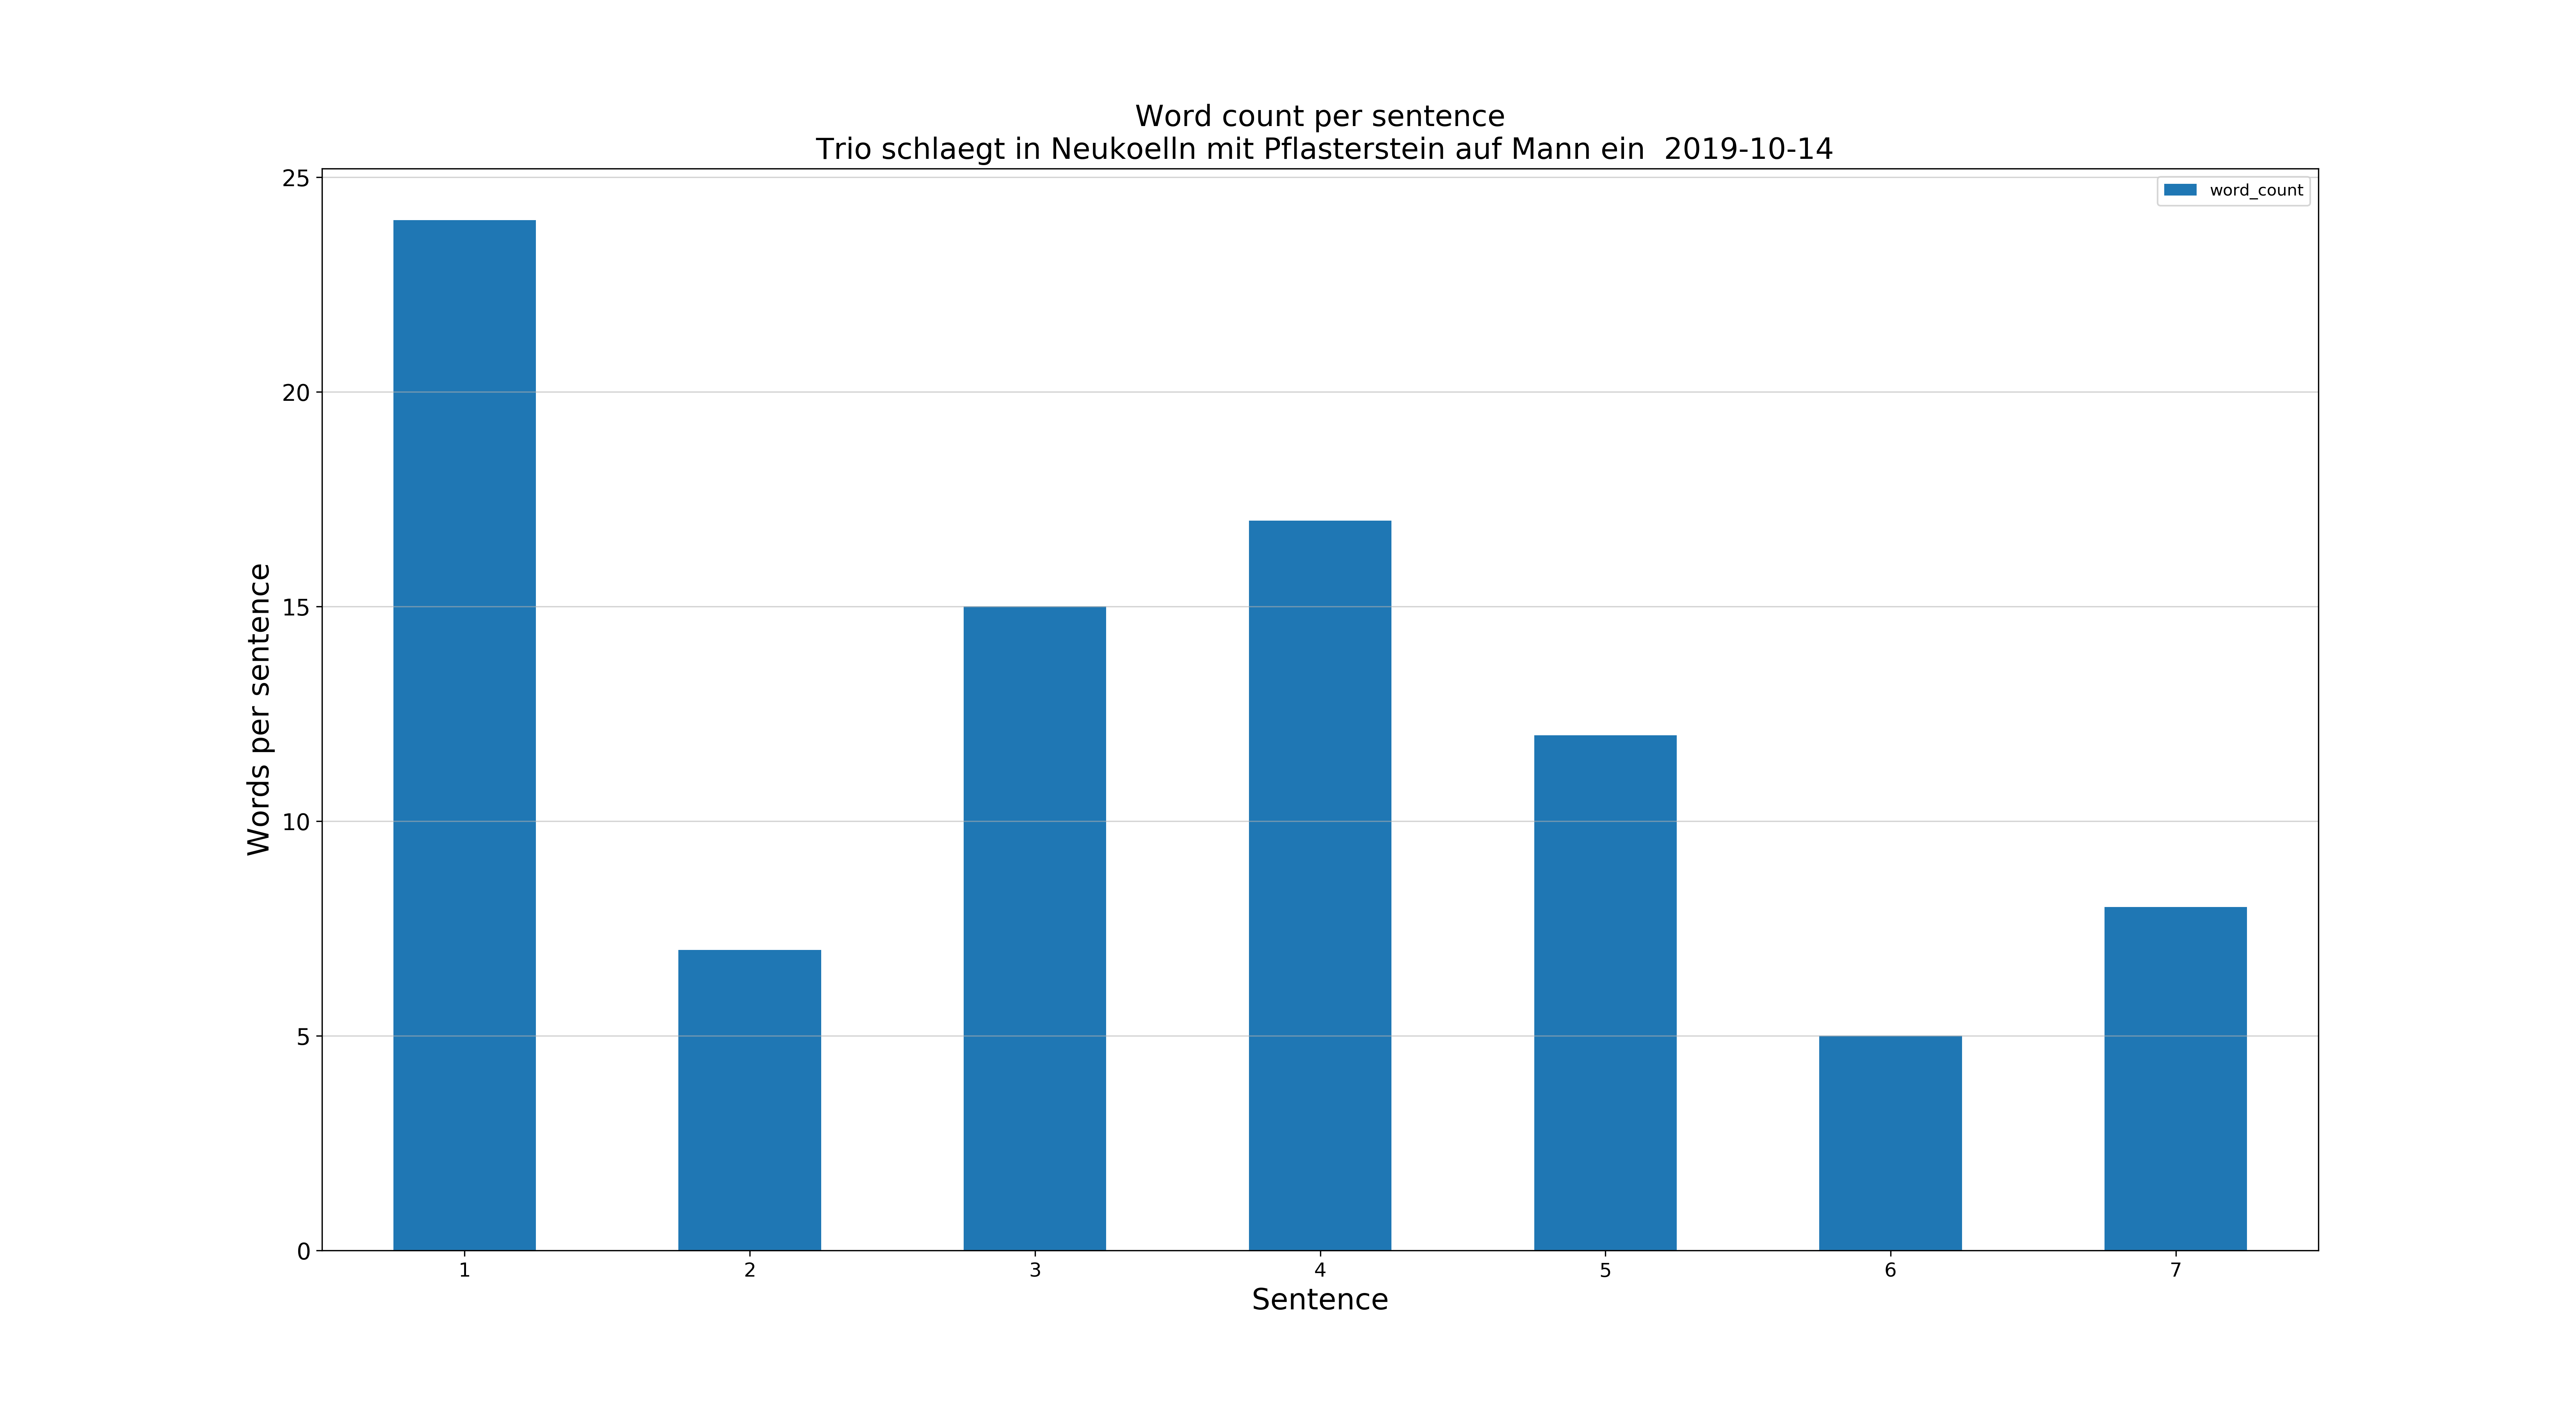 Word count per sentence
Trio schlaegt in Neukoelln mit Pflasterstein auf Mann ein  2019-10-14
word_count
25
20
15
10
5
0
Words per sentence
1 2 3 4 5 6 7
Sentence